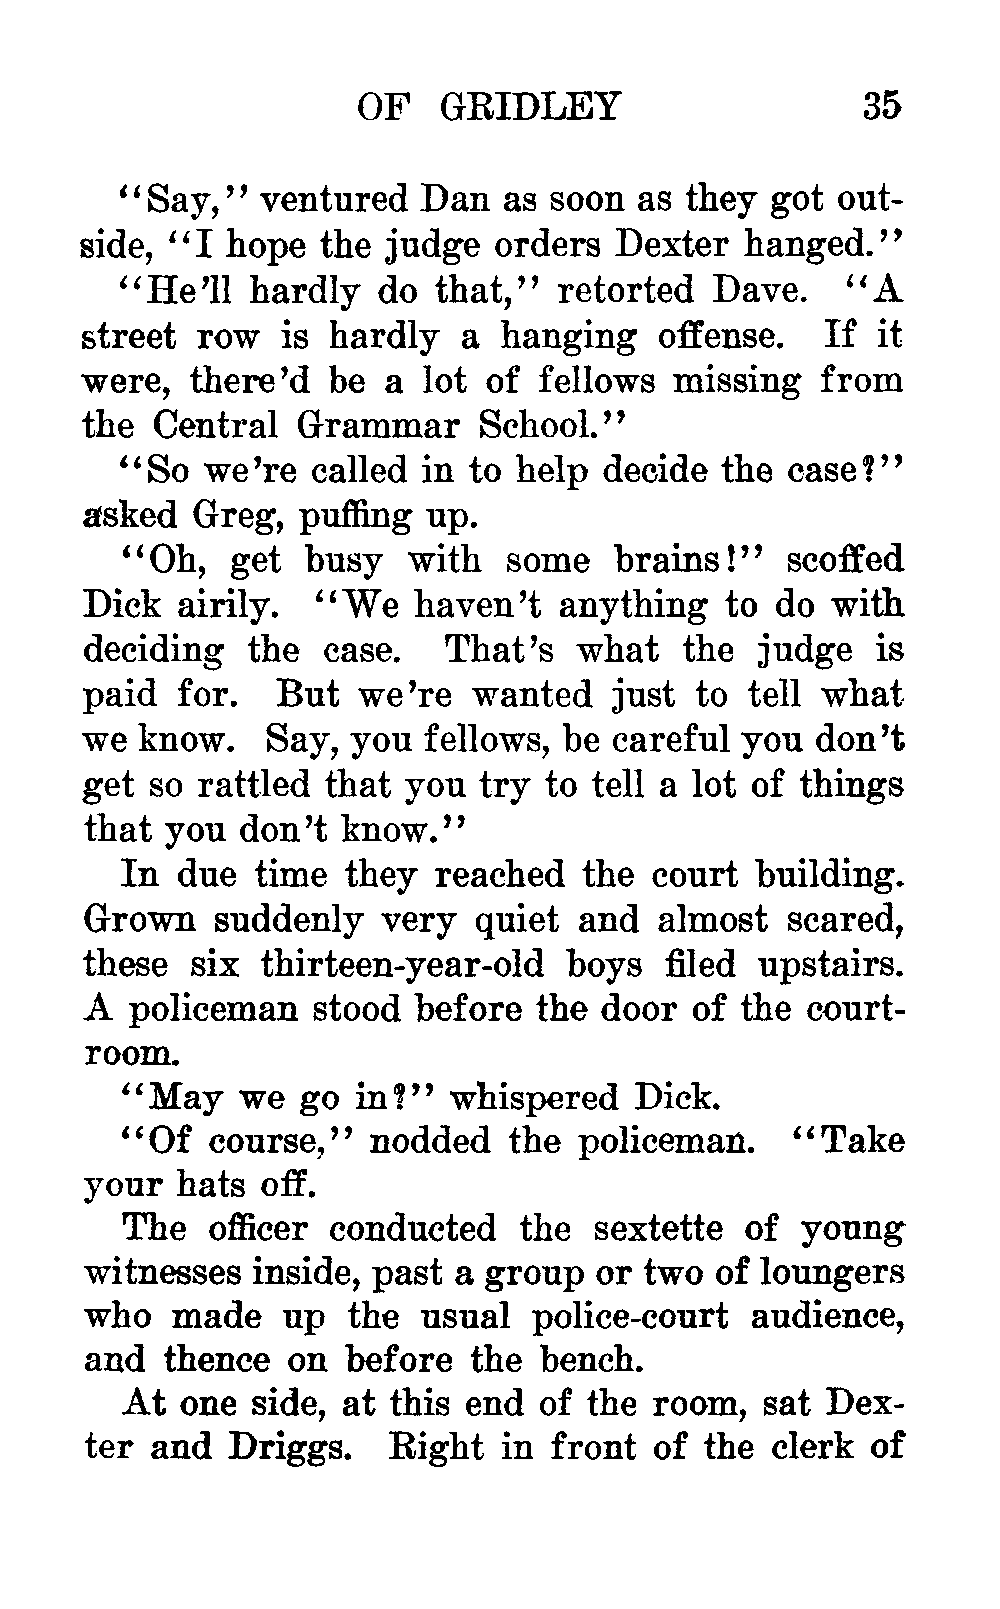 OF GRIDLEY 35
"Say," ventured Dan as soon as they got out-
side, "I hope the judge orders Dexter hanged."
"He'll hardly do that," retorted Dave. "A
street row is hardly a hanging offense. If it
were, there'd be a lot of fellows missing from
the Central Grammar School."
"So we're called in to help decide the case?"
asked Greg, puffing up.
"Oh, get busy with some brains!" scoffed
Dick airily. "We haven't anything to do with
deciding the case. That's what the judge is
paid for. But we're wanted just to tell what
we know. Say, you fellows, be careful you don't
get so rattled that you try to tell a lot of things
that you don't know."
In due time they reached the court building.
Grown suddenly very quiet and almost scared,
these six thirteen-year-old boys filed upstairs.
A policeman stood before the door of the court-
room.
"May we go in?" whispered Dick.
"Of course," nodded the policeman. "Take
your hats off.
The officer conducted the sextette of young
witnesses inside, past a group or two of loungers
who made up the usual police-court audience,
and thence on before the bench.
At one side, at this end of the room, sat Dex-
ter and Driggs. Right in front of the clerk of